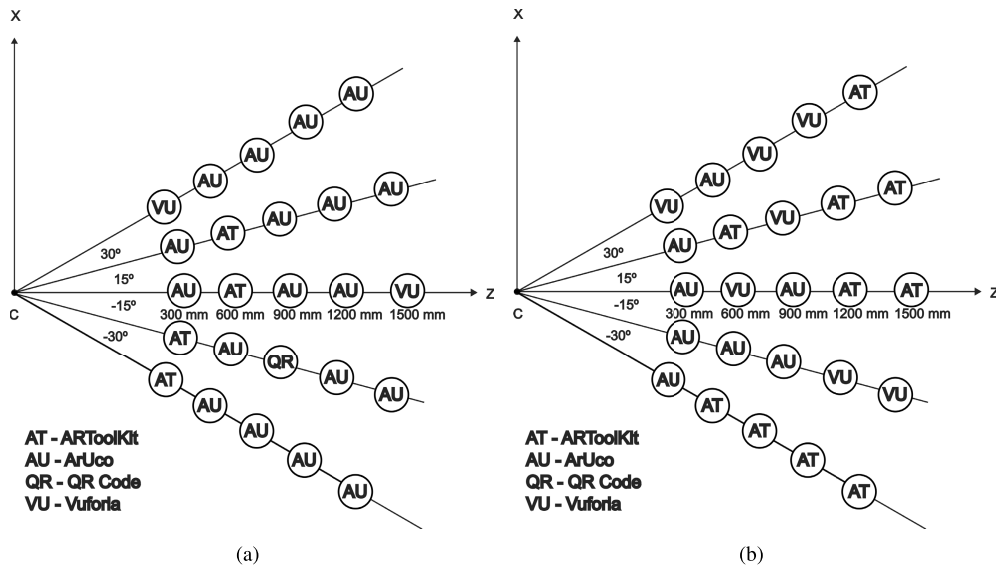 X
AU
AU
AU
AU
VU
AU
AU
AU
AT
AU
30º
15º
AU AT AU AU VU
Z
C
-15º
300 mm 600 mm 900 mm 1200 mm 1500 mm
-30º
AT
AU
QR
AU
AU
AT
AU
AU
AU
AU
AT - ARToolKit
AU - ArUco
QR - QR Code
VU - Vuforia
(a)
X
AT
VU
VU
AU
VU
AT
AT
VU
AT
AU
30º
15º
AU VU AU AT AT
Z
C
-15º
300 mm 600 mm 900 mm 1200 mm 1500 mm
-30º
AU
AU
AU
VU
VU
AU
AT
AT
AT
AT
AT - ARToolKit
AU - ArUco
QR - QR Code
VU - Vuforia
(b)